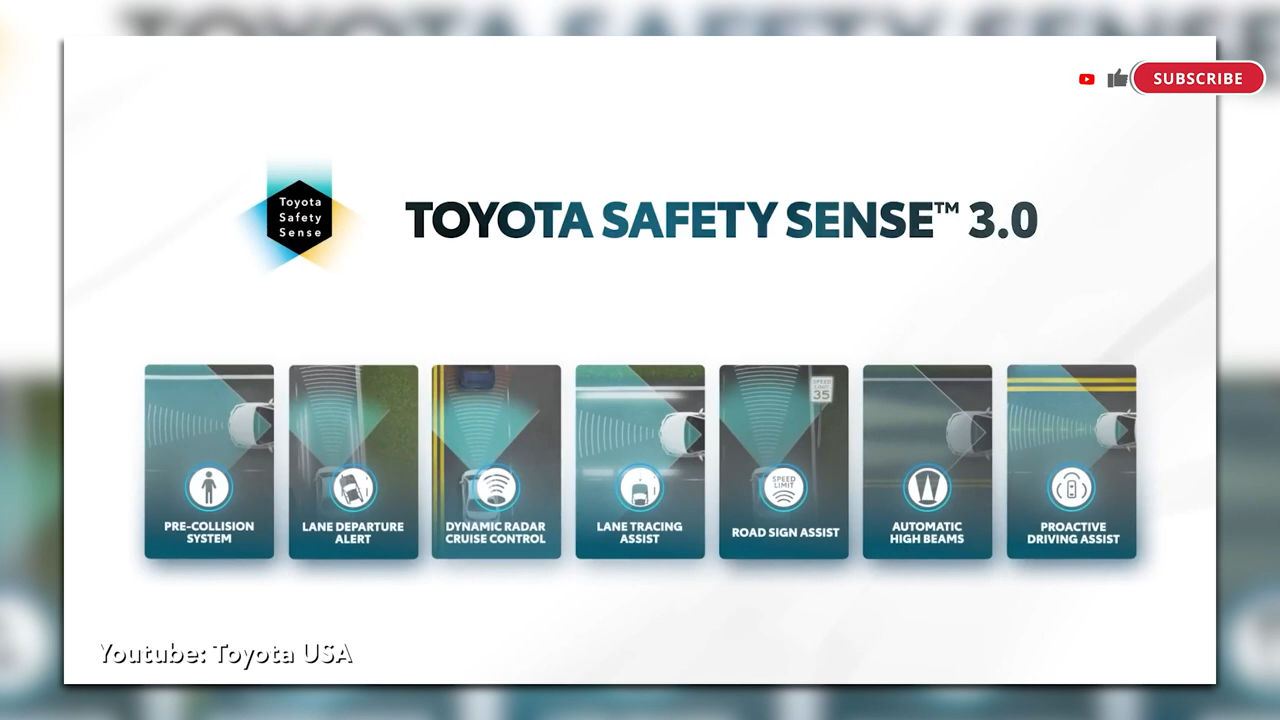 SUBSCRIBE
Toyota
Safety
Sense
TOYOTA SAFETY SENSE™ 3.0
SPEED
LIMIT
35
SPEED
LIMIT
PRE-COLLISION
SYSTEM
LANE DEPARTURE
ALERT
DYNAMIC RADAR
CRUISE CONTROL
LANE TRACING
ASSIST
ROAD SIGN ASSIST
AUTOMATIC
HIGH BEAMS
PROACTIVE
DRIVING ASSIST
Youtube: Toyota USA